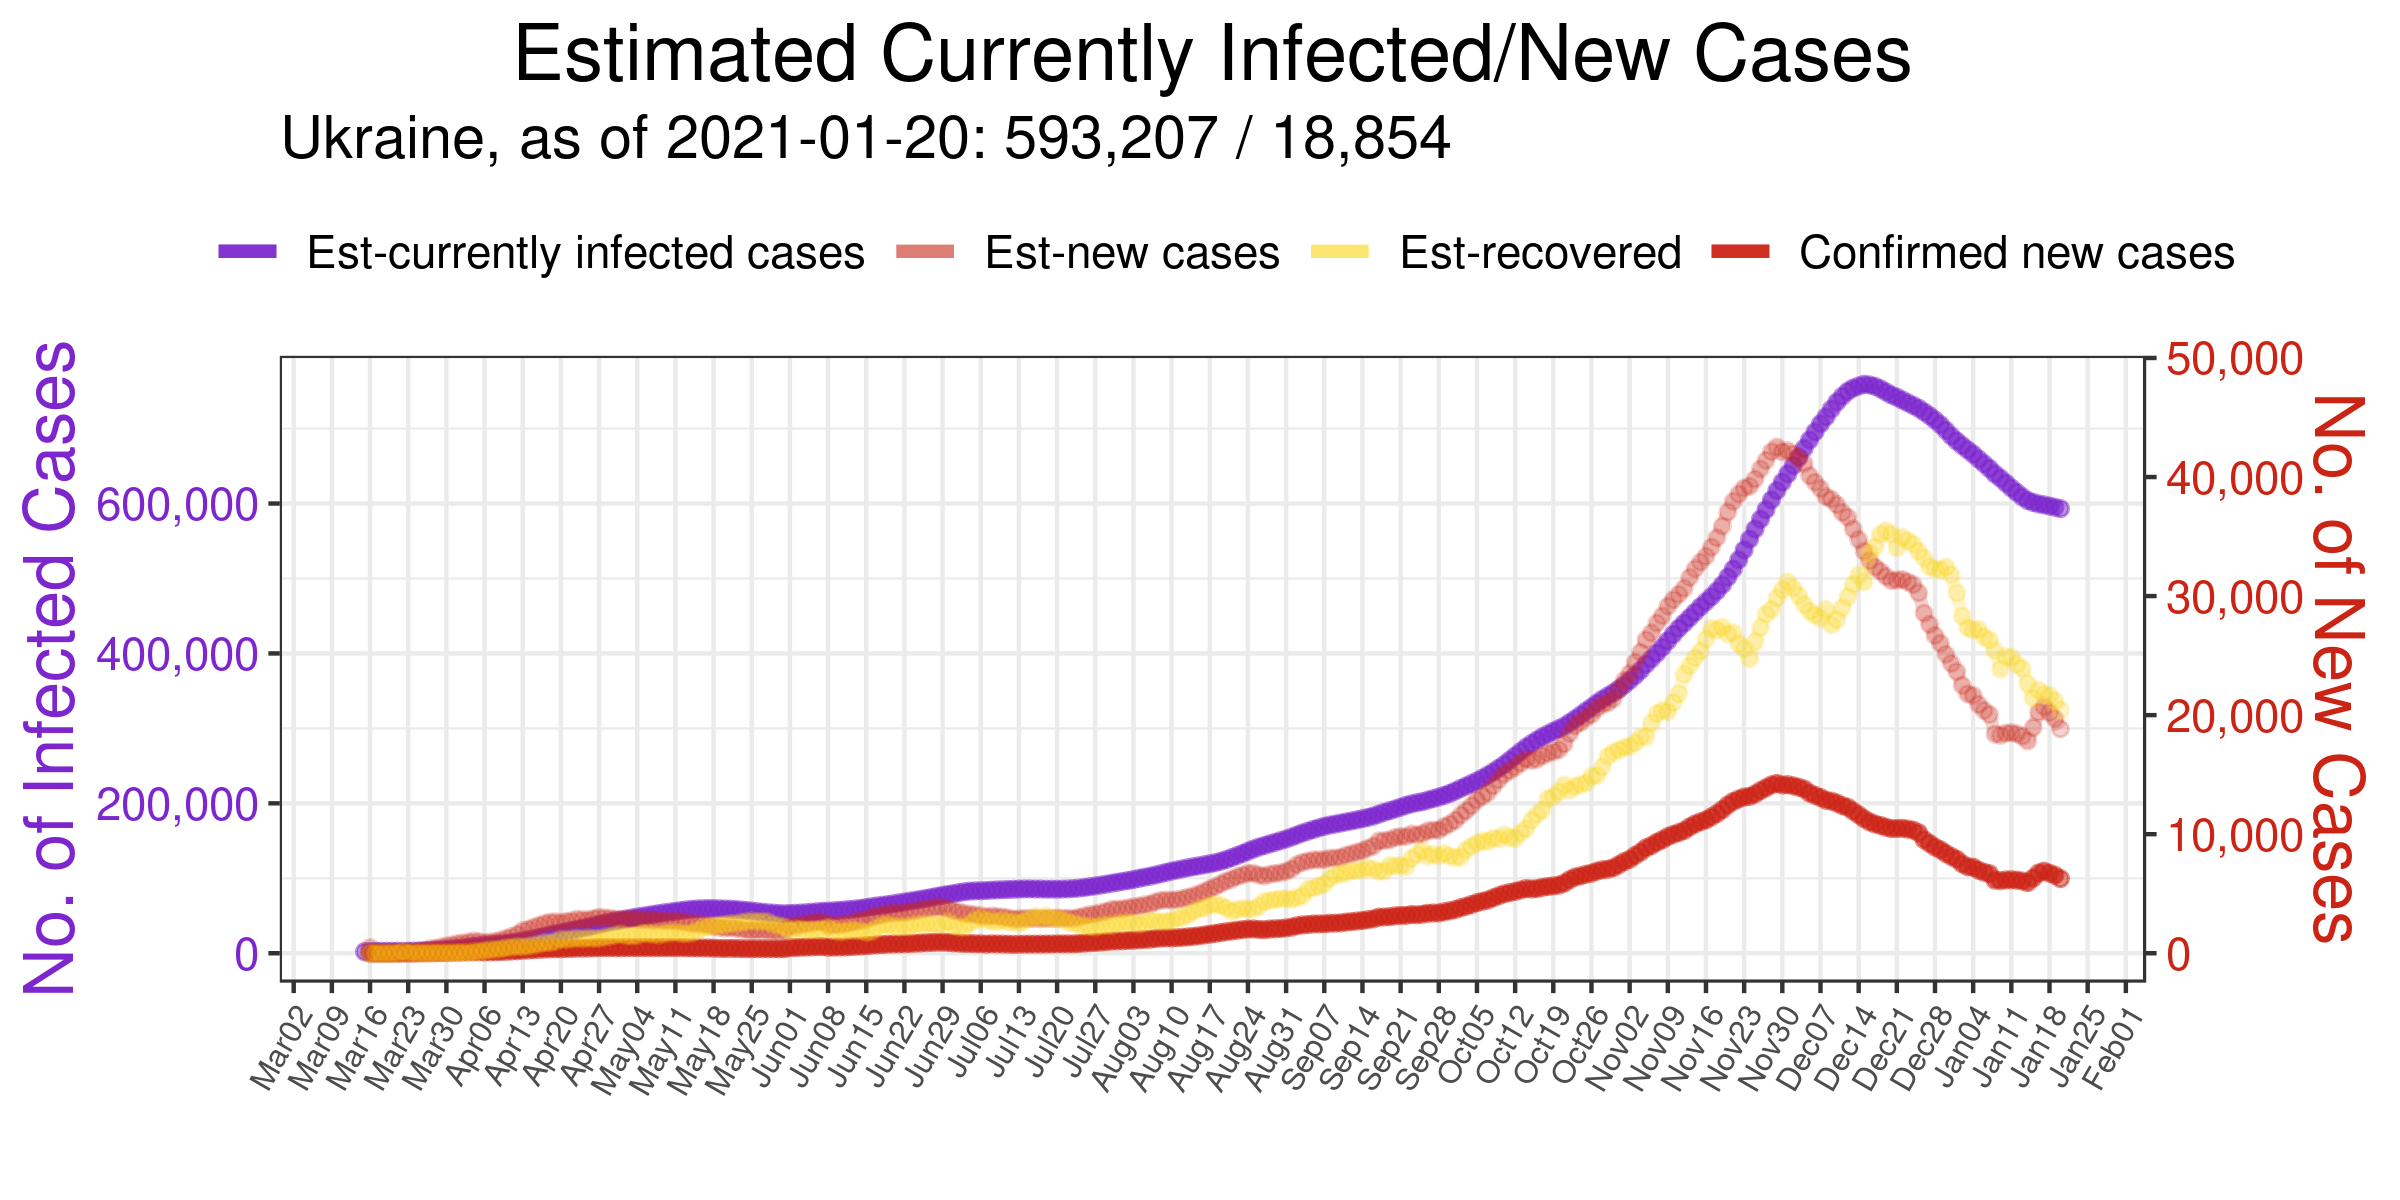 Estimated Currently Infected/New Cases
Ukraine, as of 2021-01-20: 593,207 / 18,854
Est-currently infected cases Est-new cases Est-recovered Confirmed new cases
No. of Infected Cases
600,000
400,000
200,000
0
50,000
40,000
30,000
20,000
10,000
0
No. of New Cases
Mar02 Mar09 Mar16 Mar23 Mar30 Apr06 Apr13 Apr20 Apr27 May04 May11 May18 May25 Jun01 Jun08 Jun15 Jun22 Jun29 Jul06 Jul13 Jul20 Jul27 Aug03 Aug10 Aug17 Aug24 Aug31 Sep07 Sep14 Sep21 Sep28 Oct05 Oct12 Oct19 Oct26 Nov02 Nov09 Nov16 Nov23 Nov30 Dec07 Dec14 Dec21 Dec28 Jan04 Jan11 Jan18 Jan25 Feb01